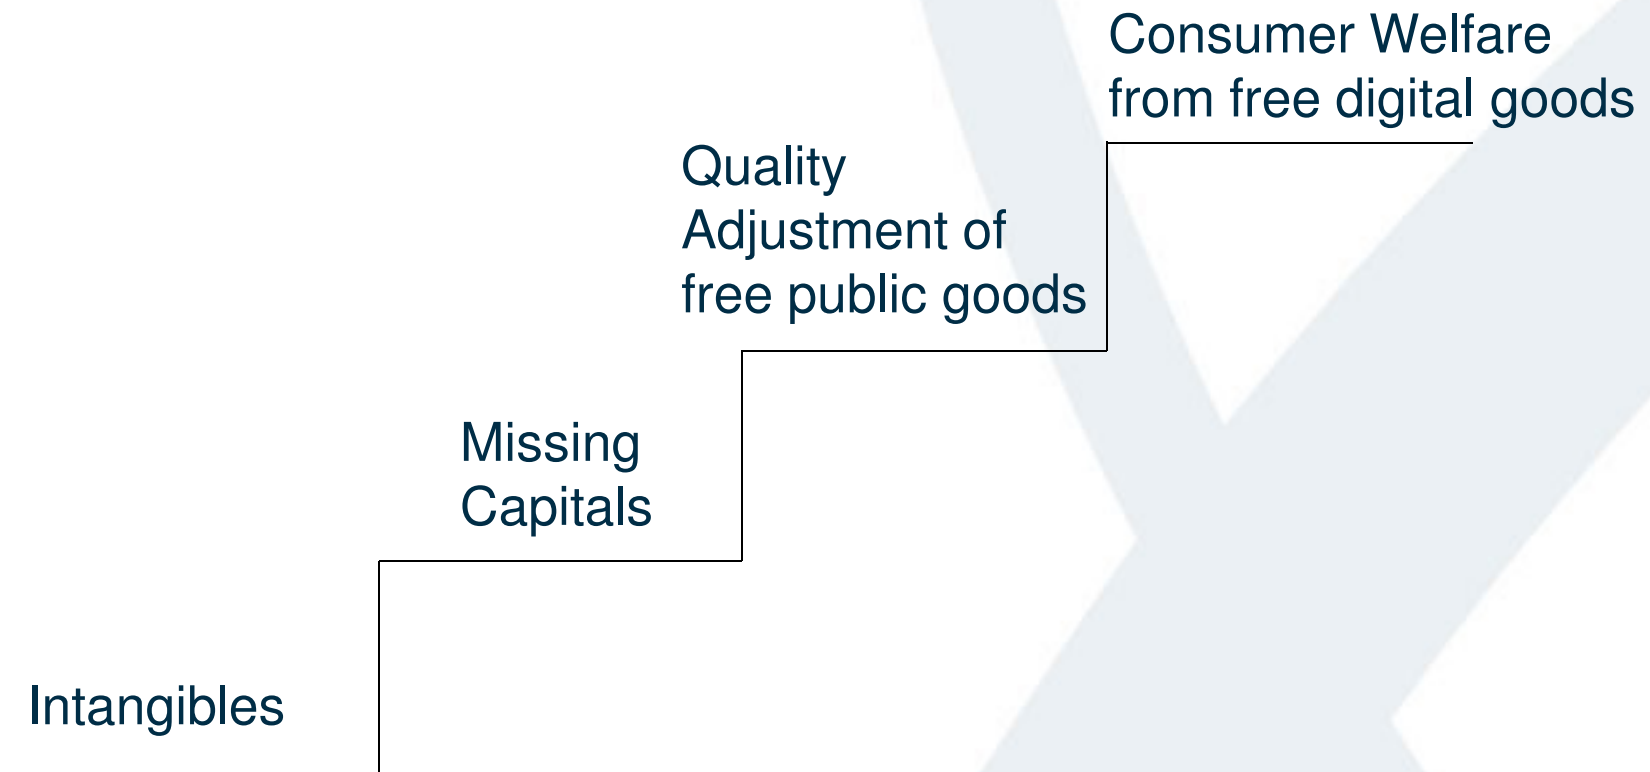 Consumer Welfare
from free digital goods
Quality
Adjustment of
free public goods
Missing
Capitals
Intangibles